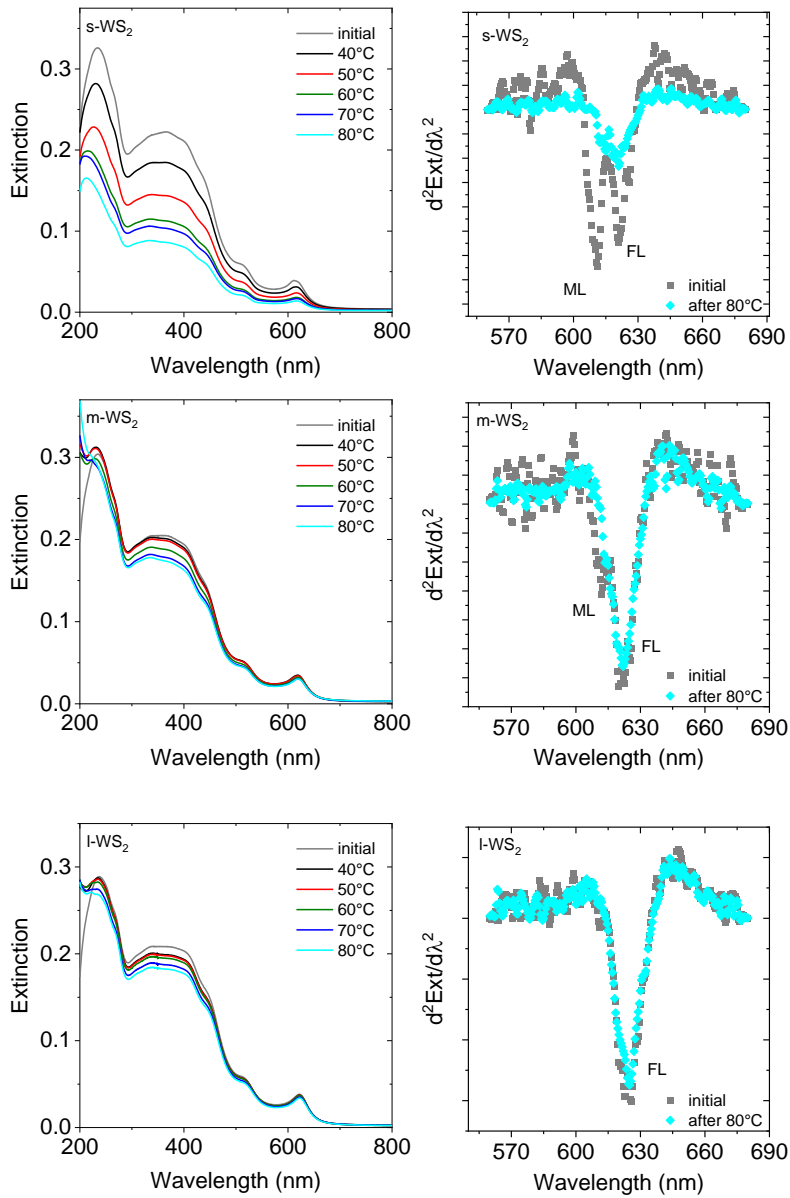 s-WS2
initial
40°C
50°C
60°C
70°C
80°C
0.3
0.2
0.1
0.0
Extinction
200 400 600 800
Wavelength (nm)
s-WS2
d²Ext/dλ²
ML
FL
initial
after 80°C
570 600 630 660 690
Wavelength (nm)
m-WS2
initial
40°C
50°C
60°C
70°C
80°C
0.3
0.2
0.1
0.0
Extinction
200 400 600 800
Wavelength (nm)
m-WS2
d²Ext/dλ²
ML
FL
initial
after 80°C
570 600 630 660 690
Wavelength (nm)
l-WS2
initial
40°C
50°C
60°C
70°C
80°C
0.3
0.2
0.1
0.0
Extinction
200 400 600 800
Wavelength (nm)
l-WS2
d²Ext/dλ²
FL
initial
after 80°C
570 600 630 660 690
Wavelength (nm)